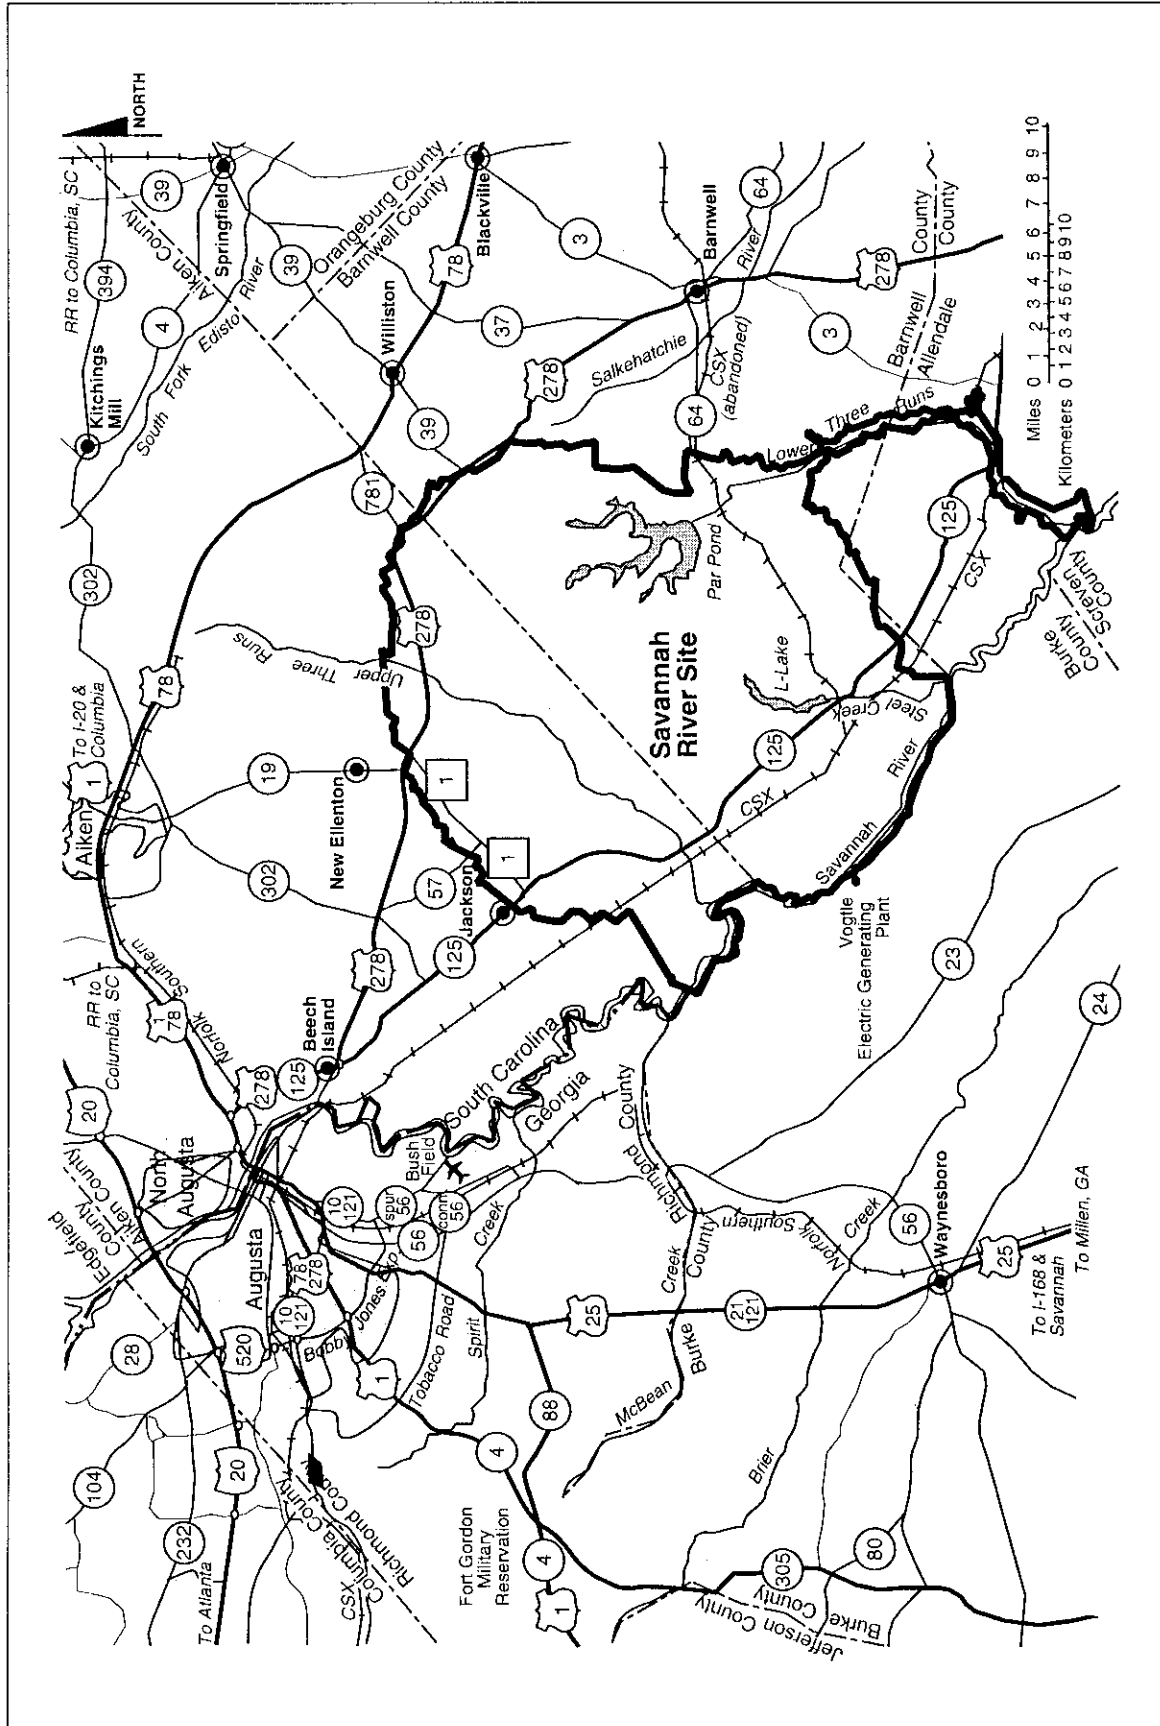 NORTH
104
28
Edgefield County
Aiken County
20
RR to
Columbia, SC
1
78
Southern
Norfolk
Aiken
1
To I-20 &
Columbia
302
Kitchings
Mill
RR to Columbia, SC
394
39
Aiken County
4
South Fork Edisto River
Springfield
39
Orangeburg County
Barnwell County
232
To Atlanta
20
520
North
Augusta
Augusta
278
125
Beech
Island
19
78
302
New Ellenton
278
57
125
Jackson
1
1
278
Upper Three Runs
781
Williston
39
78
Blackville
37
3
Columbia County
Richmond County
CSX
10
121
Bobby Jones Exp.
78
278
10
121
1
spur
56
conn.
56
56
Bush
Field
Tobacco Road
Spirit Creek
South Carolina
Georgia
Savannah
River Site
278
Salkehatchie River
Barnwell
64
64
CSX
(abandoned)
Par Pond
L-Lake
Lower Three Runs
3
278
Barnwell County
Allendale County
Fort Gordon
Military
Reservation
4
4
1
88
25
McBean Creek
Burke County
Richmond County
125
CSX
Steel Creek
Savannah River
Vogtle
Electric Generating
Plant
125
CSX
Burke County
Screven County
Jefferson County
Burke County
305
80
Brier Creek
21
121
Norfolk Southern
56
Waynesboro
25
To I-168 &
Savannah
To Millen, GA
23
24
Miles 0 1 2 3 4 5 6 7 8 9 10
Kilometers 0 1 2 3 4 5 6 7 8 9 10